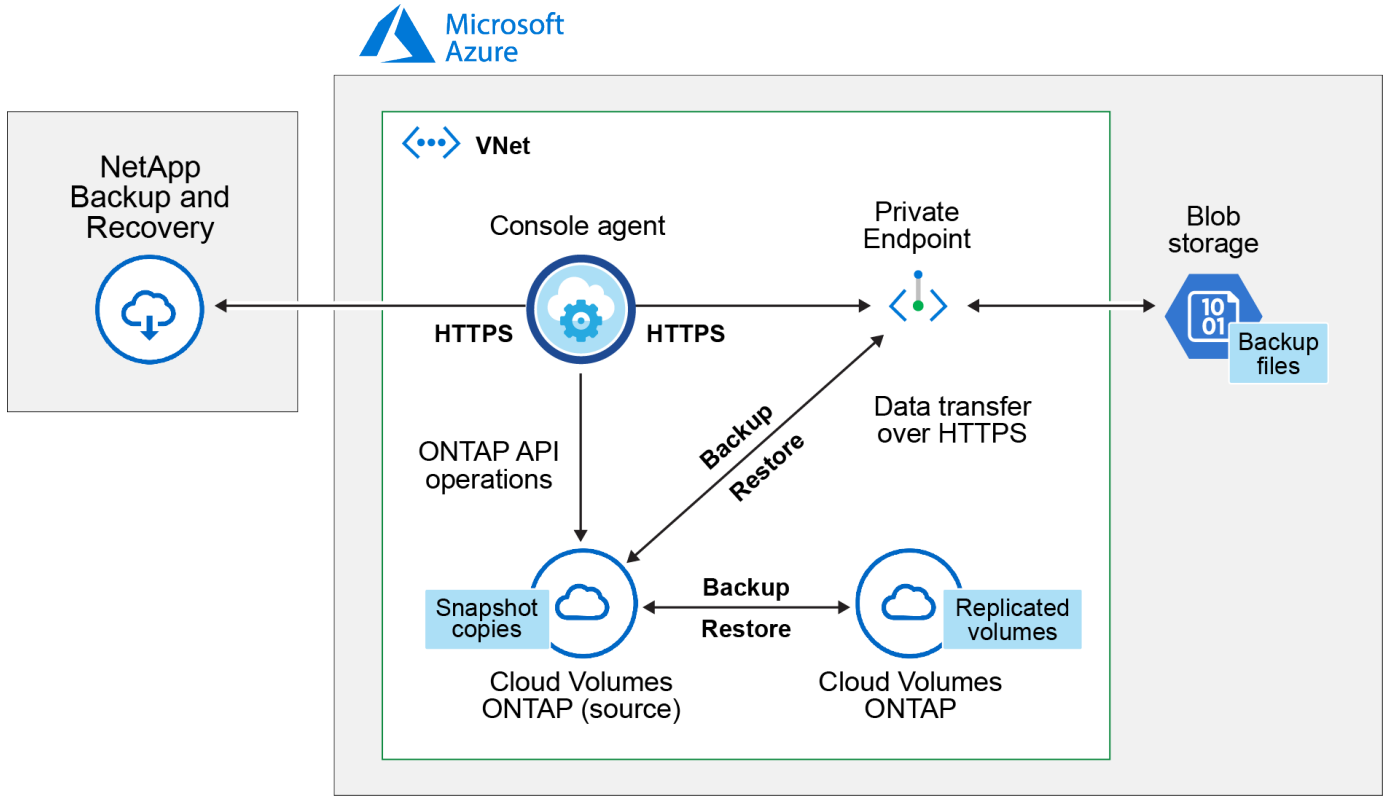 Microsoft
Azure
NetApp
Backup and
Recovery
VNet
Console agent
Private
Endpoint
Blob
storage
10
01
Backup
files
HTTPS
HTTPS
Data transfer
over HTTPS
Backup
Restore
ONTAP API
operations
Snapshot
copies
Backup
Restore
Replicated
volumes
Cloud Volumes
ONTAP (source)
Cloud Volumes
ONTAP